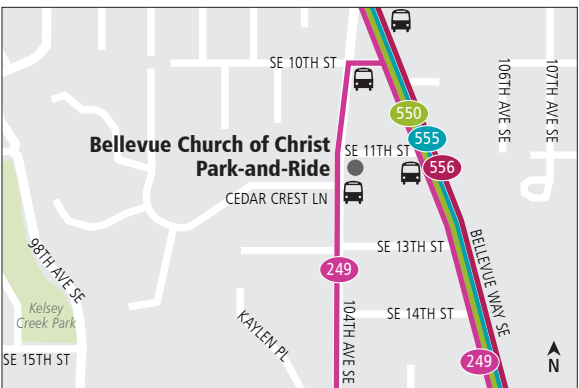 SE 10TH ST
106TH AVE SE
107TH AVE SE
550
555
Bellevue Church of Christ
Park-and-Ride
SE 11TH ST
556
CEDAR CREST LN
98TH AVE SE
BELLEVUE WAY SE
SE 13TH ST
249
Kelsey
Creek Park
KAYLEN PL
104TH AVE SE
SE 14TH ST
SE 15TH ST
249
N